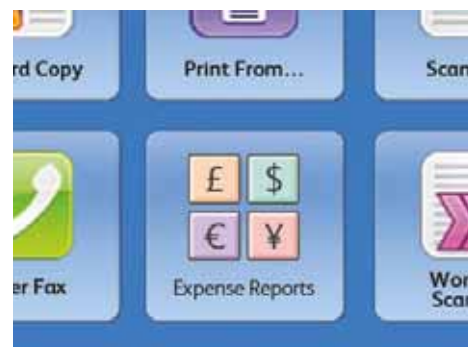 rd Copy
Print From...
Scan
£ $
€ ¥
er Fax
Expense Reports
Wor
Scan